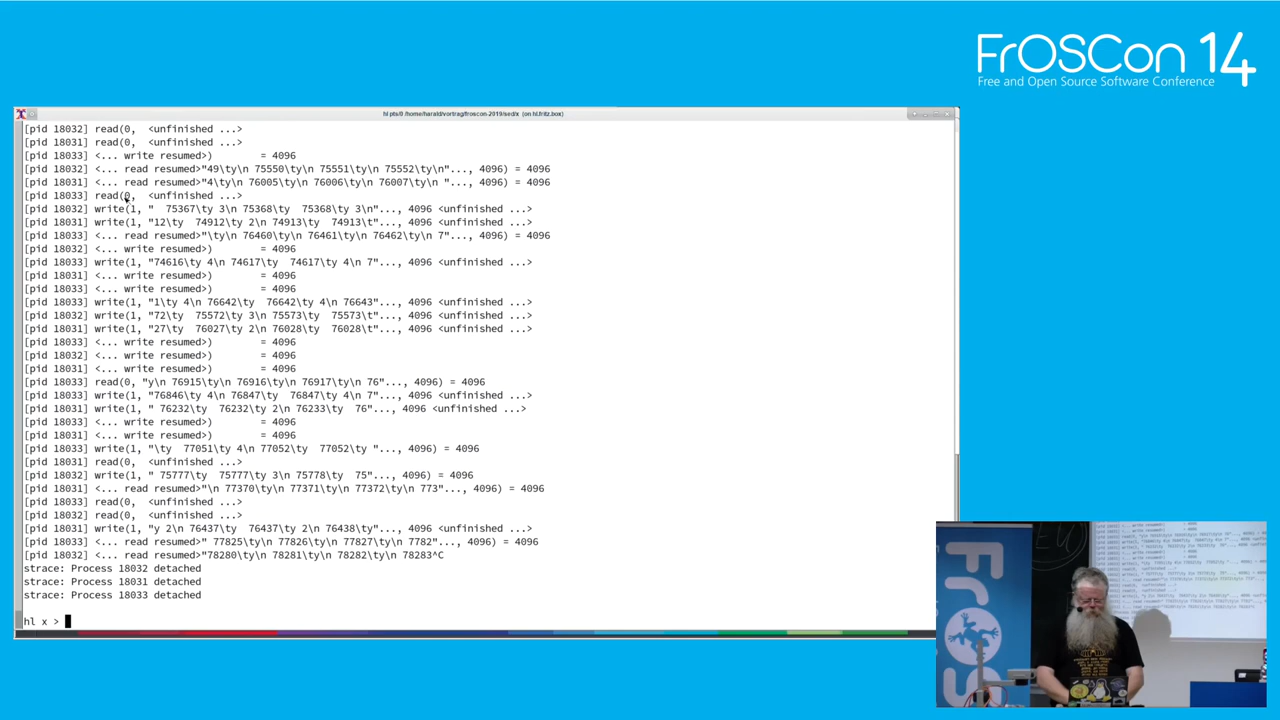 FrOSCon 14
Free and Open Source Software Conference
hl pts/0 /home/harald/vortrag/froscon-2019/sed/x (on hl.fritz.box)
[pid 18032] read(0,  <unfinished ...>
[pid 18031] read(0,  <unfinished ...>
[pid 18033] <... write resumed>)       = 4096
[pid 18032] <... read resumed>"49\ty\n 75550\ty\n 75551\ty\n 75552\ty\n"..., 4096) = 4096
[pid 18031] <... read resumed>"4\ty\n 76005\ty\n 76006\ty\n 76007\ty\n "..., 4096) = 4096
[pid 18033] read(0,  <unfinished ...>
[pid 18032] write(1, "  75367\ty 3\n 75368\ty  75368\ty 3\n"..., 4096 <unfinished ...>
[pid 18031] write(1, "12\ty  74912\ty 2\n 74913\ty  74913\t"..., 4096 <unfinished ...>
[pid 18033] <... read resumed>"\ty\n 76460\ty\n 76461\ty\n 76462\ty\n 7"..., 4096) = 4096
[pid 18032] <... write resumed>)       = 4096
[pid 18033] write(1, "74616\ty 4\n 74617\ty  74617\ty 4\n 7"..., 4096 <unfinished ...>
[pid 18031] <... write resumed>)       = 4096
[pid 18033] <... write resumed>)       = 4096
[pid 18033] write(1, "1\ty 4\n 76642\ty  76642\ty 4\n 76643"..., 4096 <unfinished ...>
[pid 18032] write(1, "72\ty  75572\ty 3\n 75573\ty  75573\t"..., 4096 <unfinished ...>
[pid 18031] write(1, "27\ty  76027\ty 2\n 76028\ty  76028\t"..., 4096 <unfinished ...>
[pid 18033] <... write resumed>)       = 4096
[pid 18032] <... write resumed>)       = 4096
[pid 18031] <... write resumed>)       = 4096
[pid 18033] read(0, "y\n 76915\ty\n 76916\ty\n 76917\ty\n 76"..., 4096) = 4096
[pid 18033] write(1, "76846\ty 4\n 76847\ty  76847\ty 4\n 7"..., 4096 <unfinished ...>
[pid 18031] write(1, " 76232\ty  76232\ty 2\n 76233\ty  76"..., 4096 <unfinished ...>
[pid 18033] <... write resumed>)       = 4096
[pid 18031] <... write resumed>)       = 4096
[pid 18033] write(1, "\ty  77051\ty 4\n 77052\ty  77052\ty "..., 4096) = 4096
[pid 18031] read(0,  <unfinished ...>
[pid 18032] write(1, " 75777\ty  75777\ty 3\n 75778\ty  75"..., 4096) = 4096
[pid 18031] <... read resumed>"\n 77370\ty\n 77371\ty\n 77372\ty\n 773"..., 4096) = 4096
[pid 18033] read(0,  <unfinished ...>
[pid 18032] read(0,  <unfinished ...>
[pid 18031] write(1, "y 2\n 76437\ty  76437\ty 2\n 76438\ty"..., 4096 <unfinished ...>
[pid 18033] <... read resumed>" 77825\ty\n 77826\ty\n 77827\ty\n 7782"..., 4096) = 4096
[pid 18032] <... read resumed>"78280\ty\n 78281\ty\n 78282\ty\n 78283^C
strace: Process 18032 detached
strace: Process 18031 detached
strace: Process 18033 detached
hl x >
FrOS